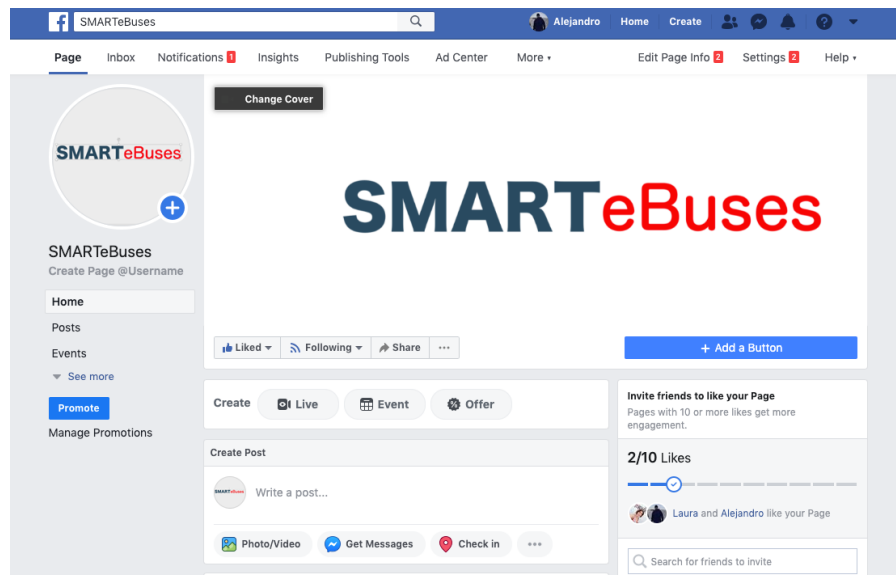 SMARTeBuses
Alejandro
Home
Create
Page
Inbox
Notifications 1
Insights
Publishing Tools
Ad Center
More
Edit Page Info 2
Settings 2
Help
Change Cover
SMARTeBuses
SMARTeBuses
SMARTeBuses
Create Page @Username
Home
Posts
Events
See more
Promote
Manage Promotions
Liked
Following
Share
+ Add a Button
Create
Live
Event
Offer
Create Post
SMARTeBuses
Write a post...
Photo/Video
Get Messages
Check in
Invite friends to like your Page
Pages with 10 or more likes get more
engagement.
2/10 Likes
Laura and Alejandro like your Page
Search for friends to invite